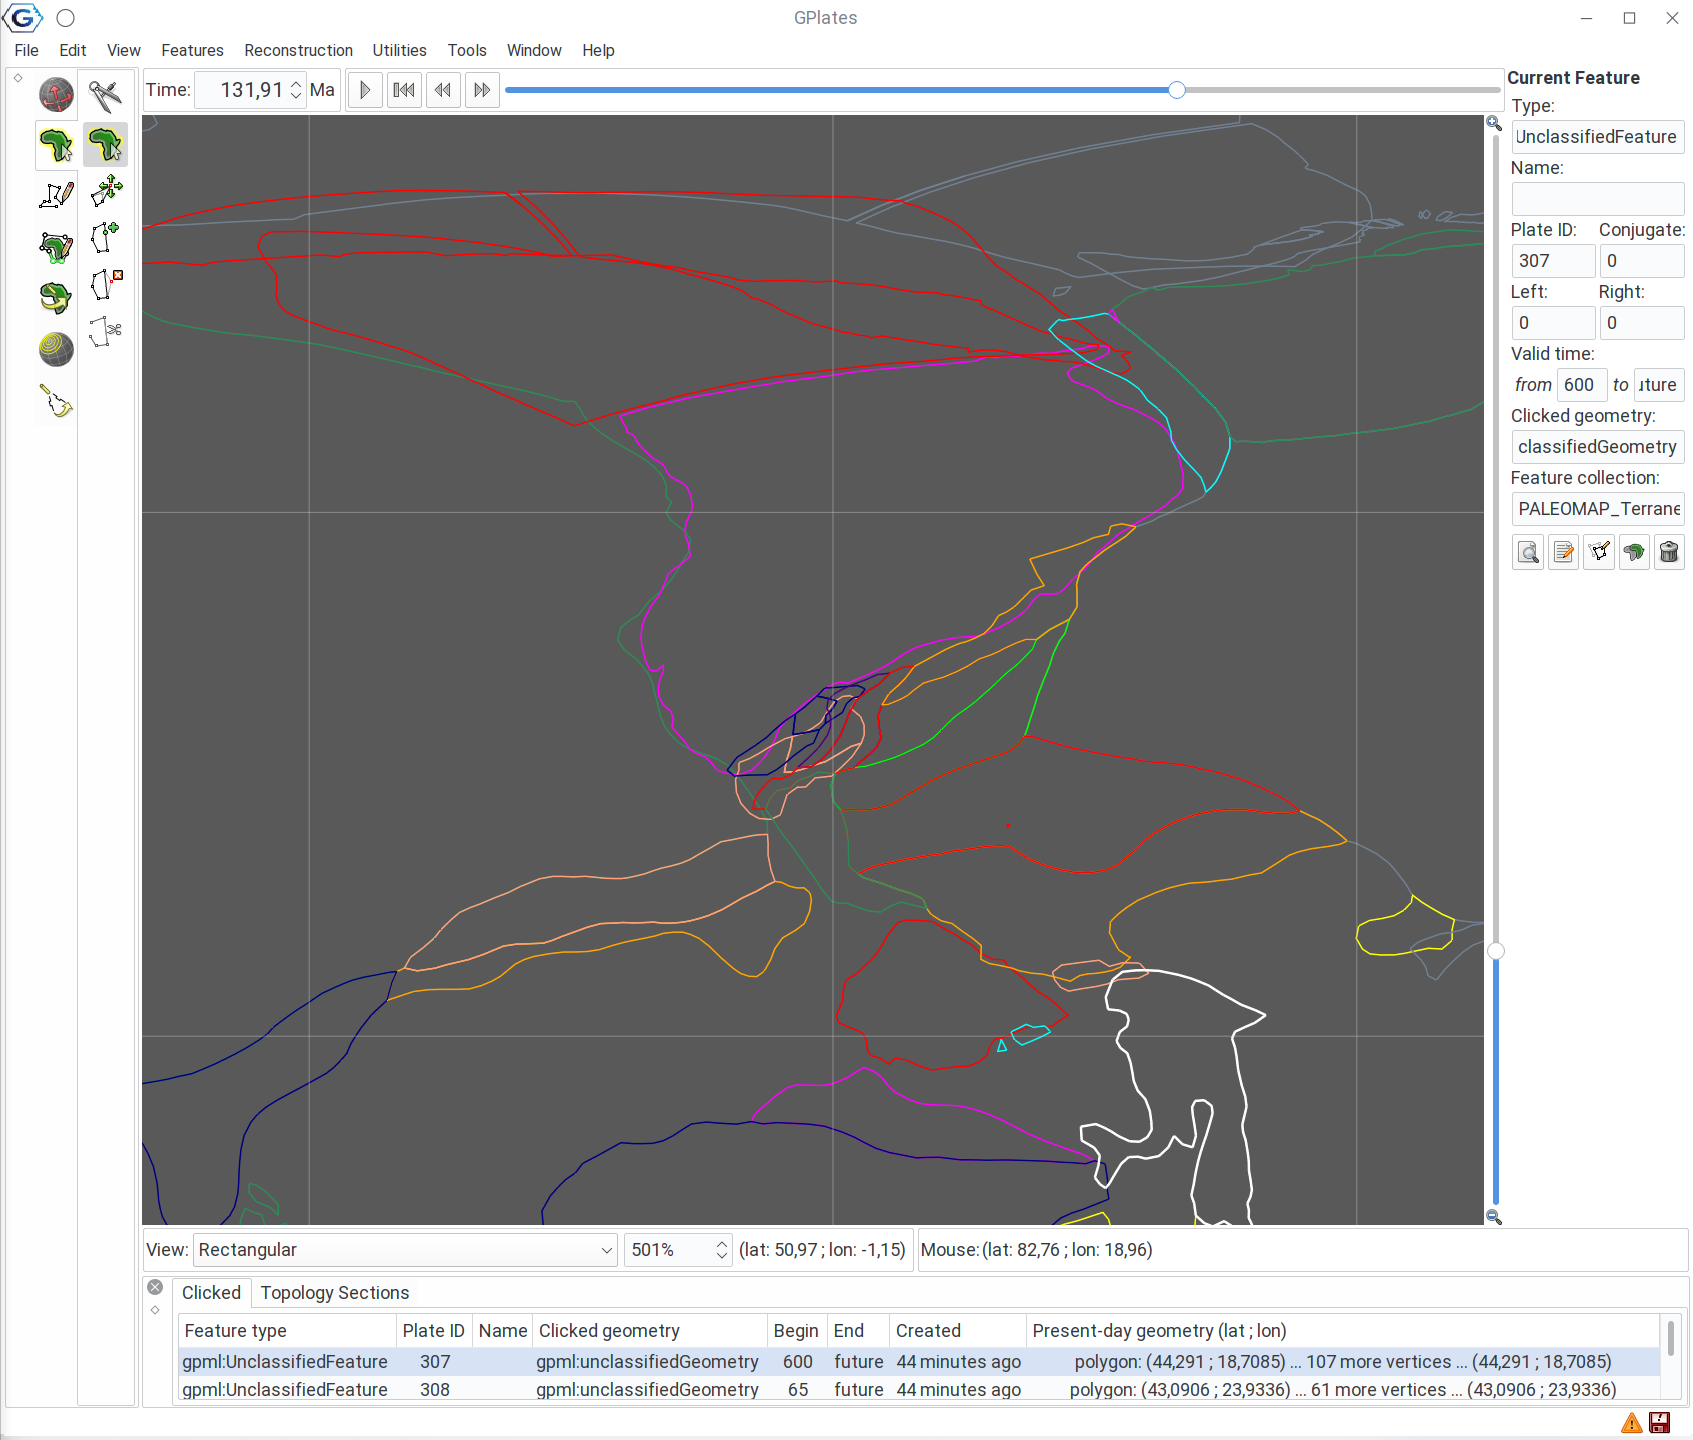 GPlates
File Edit View Features Reconstruction Utilities Tools Window Help
Time: 131,91 Ma
Current Feature
Type:
UnclassifiedFeature
Name:
Plate ID: Conjugate:
307 0
Left: Right:
0 0
Valid time:
from 600 to ture
Clicked geometry:
classifiedGeometry
Feature collection:
PALEOMAP_Terrane
View: Rectangular 501% (lat: 50,97 ; lon: -1,15) Mouse: (lat: 82,76 ; lon: 18,96)
Clicked Topology Sections
Feature type Plate ID Name Clicked geometry Begin End Created Present-day geometry (lat ; lon)
gpml:UnclassifiedFeature 307 gpml:unclassifiedGeometry 600 future 44 minutes ago polygon: (44,291 ; 18,7085) ... 107 more vertices ... (44,291 ; 18,7085)
gpml:UnclassifiedFeature 308 gpml:unclassifiedGeometry 65 future 44 minutes ago polygon: (43,0906 ; 23,9336) ... 61 more vertices ... (43,0906 ; 23,9336)